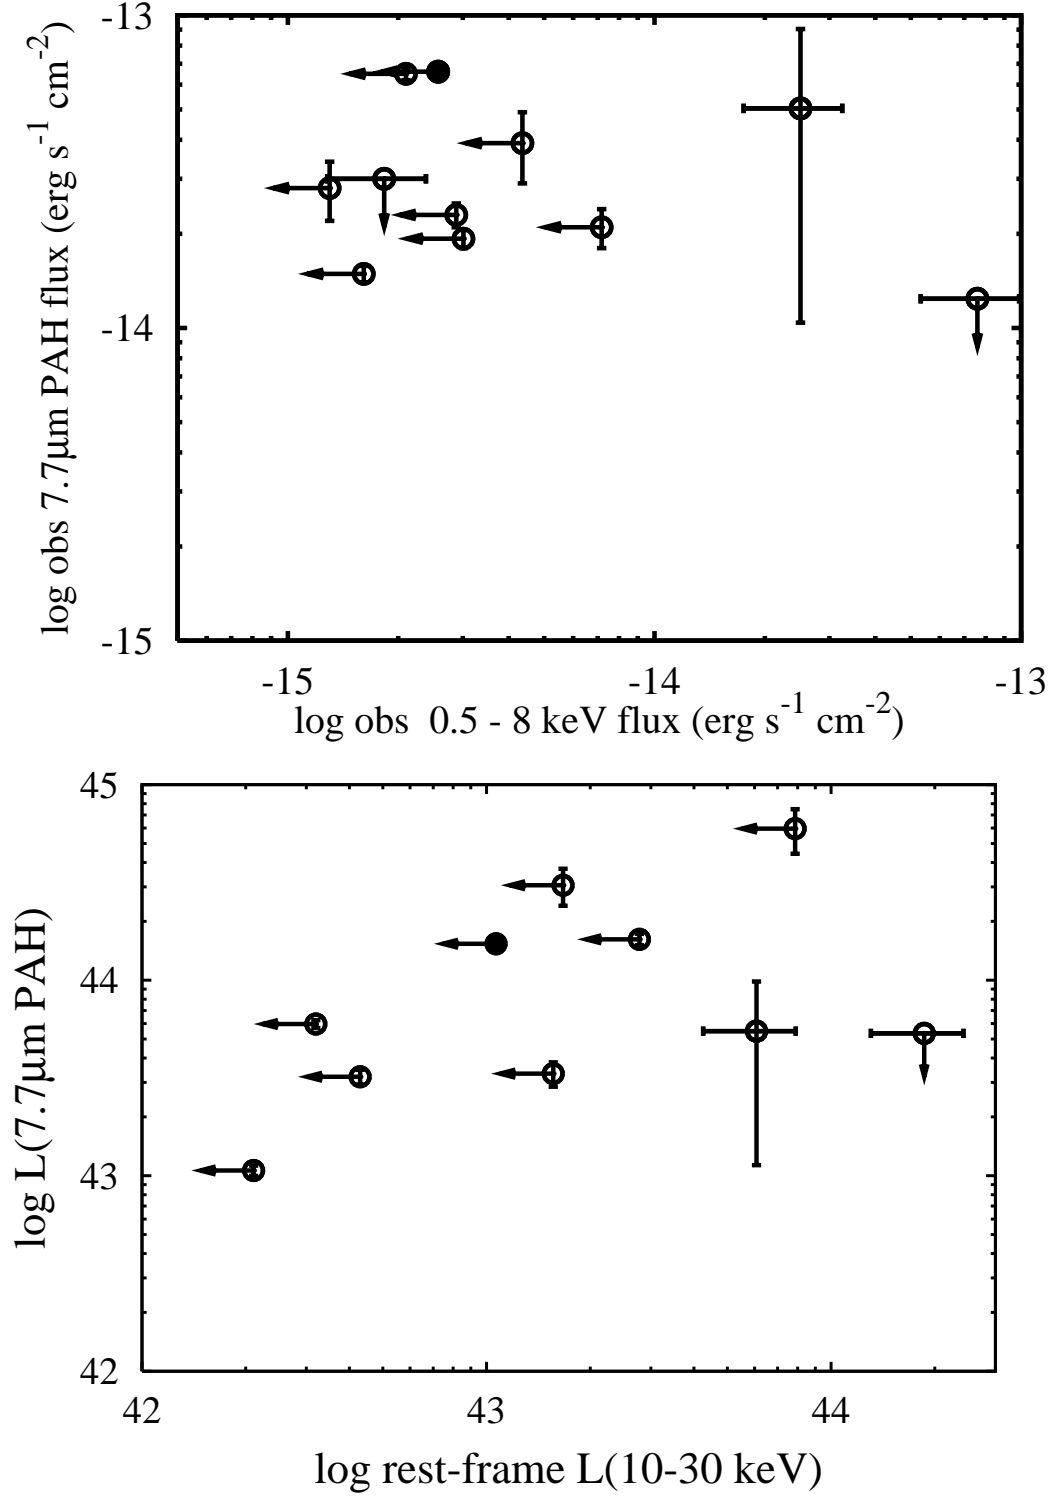 -13
-14
-15
log obs 7.7μm PAH flux (erg s⁻¹ cm⁻²)
-15 -14 -13
log obs 0.5 - 8 keV flux (erg s⁻¹ cm⁻²)
45
44
43
42
log L(7.7μm PAH)
42 43 44
log rest-frame L(10-30 keV)